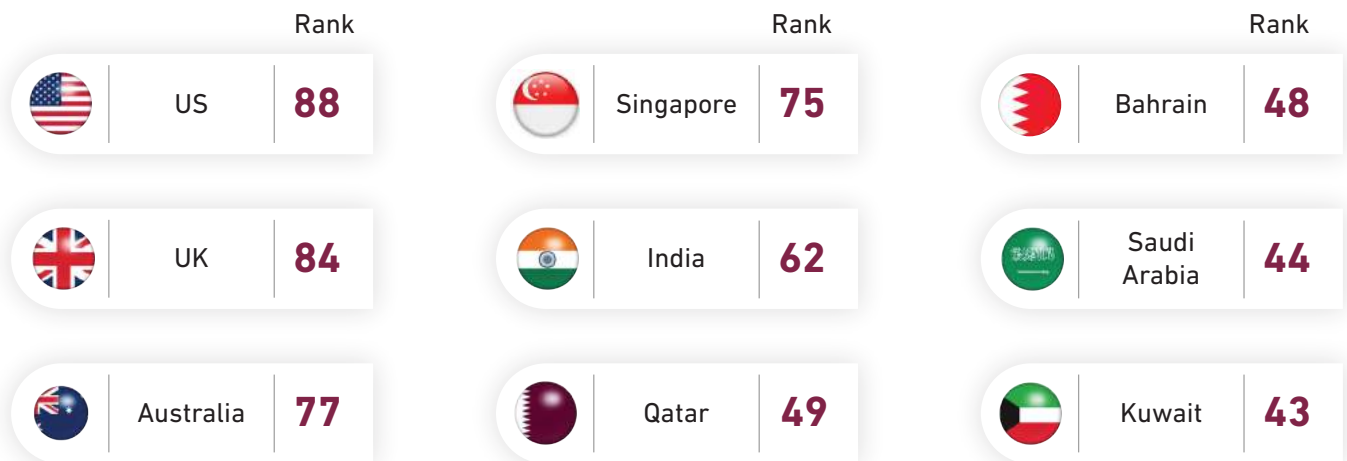 Rank
US 88
UK 84
Australia 77
Rank
Singapore 75
India 62
Qatar 49
Rank
Bahrain 48
Saudi
Arabia 44
Kuwait 43